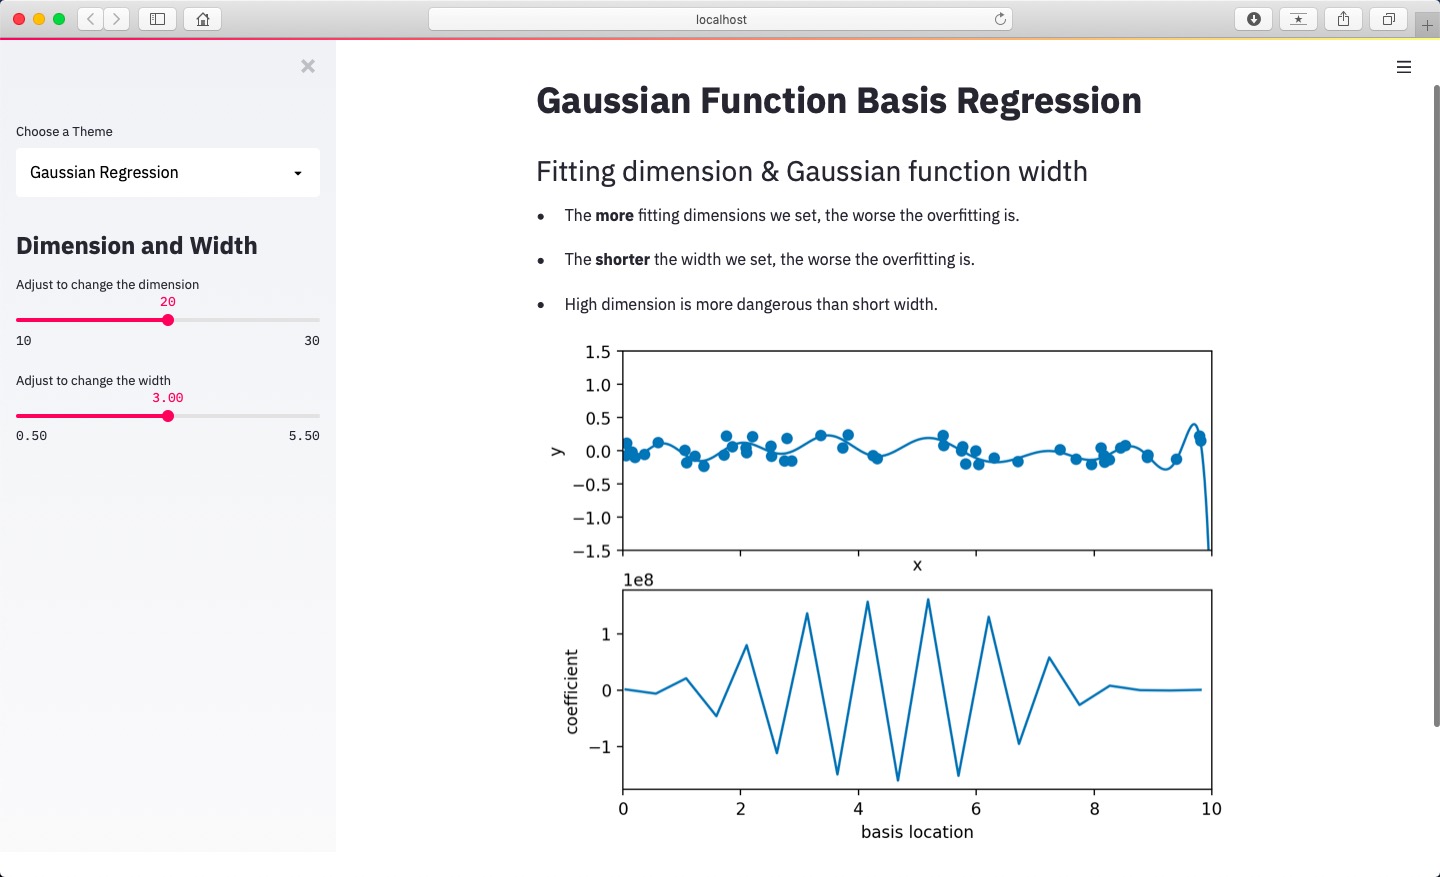 localhost
Choose a Theme
Gaussian Regression
Dimension and Width
Adjust to change the dimension
20
10 30
Adjust to change the width
3.00
0.50 5.50
Gaussian Function Basis Regression
Fitting dimension & Gaussian function width
• The more fitting dimensions we set, the worse the overfitting is.
• The shorter the width we set, the worse the overfitting is.
• High dimension is more dangerous than short width.
1.5
1.0
0.5
0.0
−0.5
−1.0
−1.5
y
x
1e8
1
0
−1
coefficient
0 2 4 6 8 10
basis location